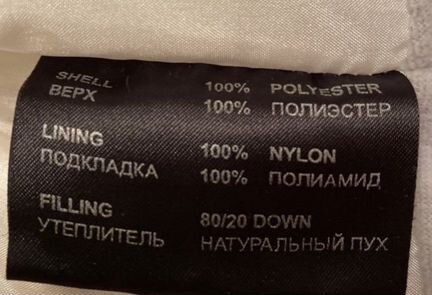 SHELL 100% POLYESTER
ВЕРХ 100% ПОЛИЭСТЕР
LINING 100% NYLON
ПОДКЛАДКА 100% ПОЛИАМИД
FILLING 80/20 DOWN
УТЕПЛИТЕЛЬ НАТУРАЛЬНЫЙ ПУХ